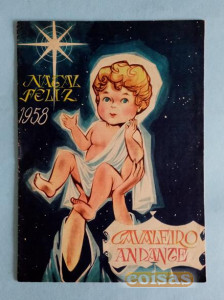 NATAL
FELIZ
1958
CAVALEIRO
ANDANTE
coisas